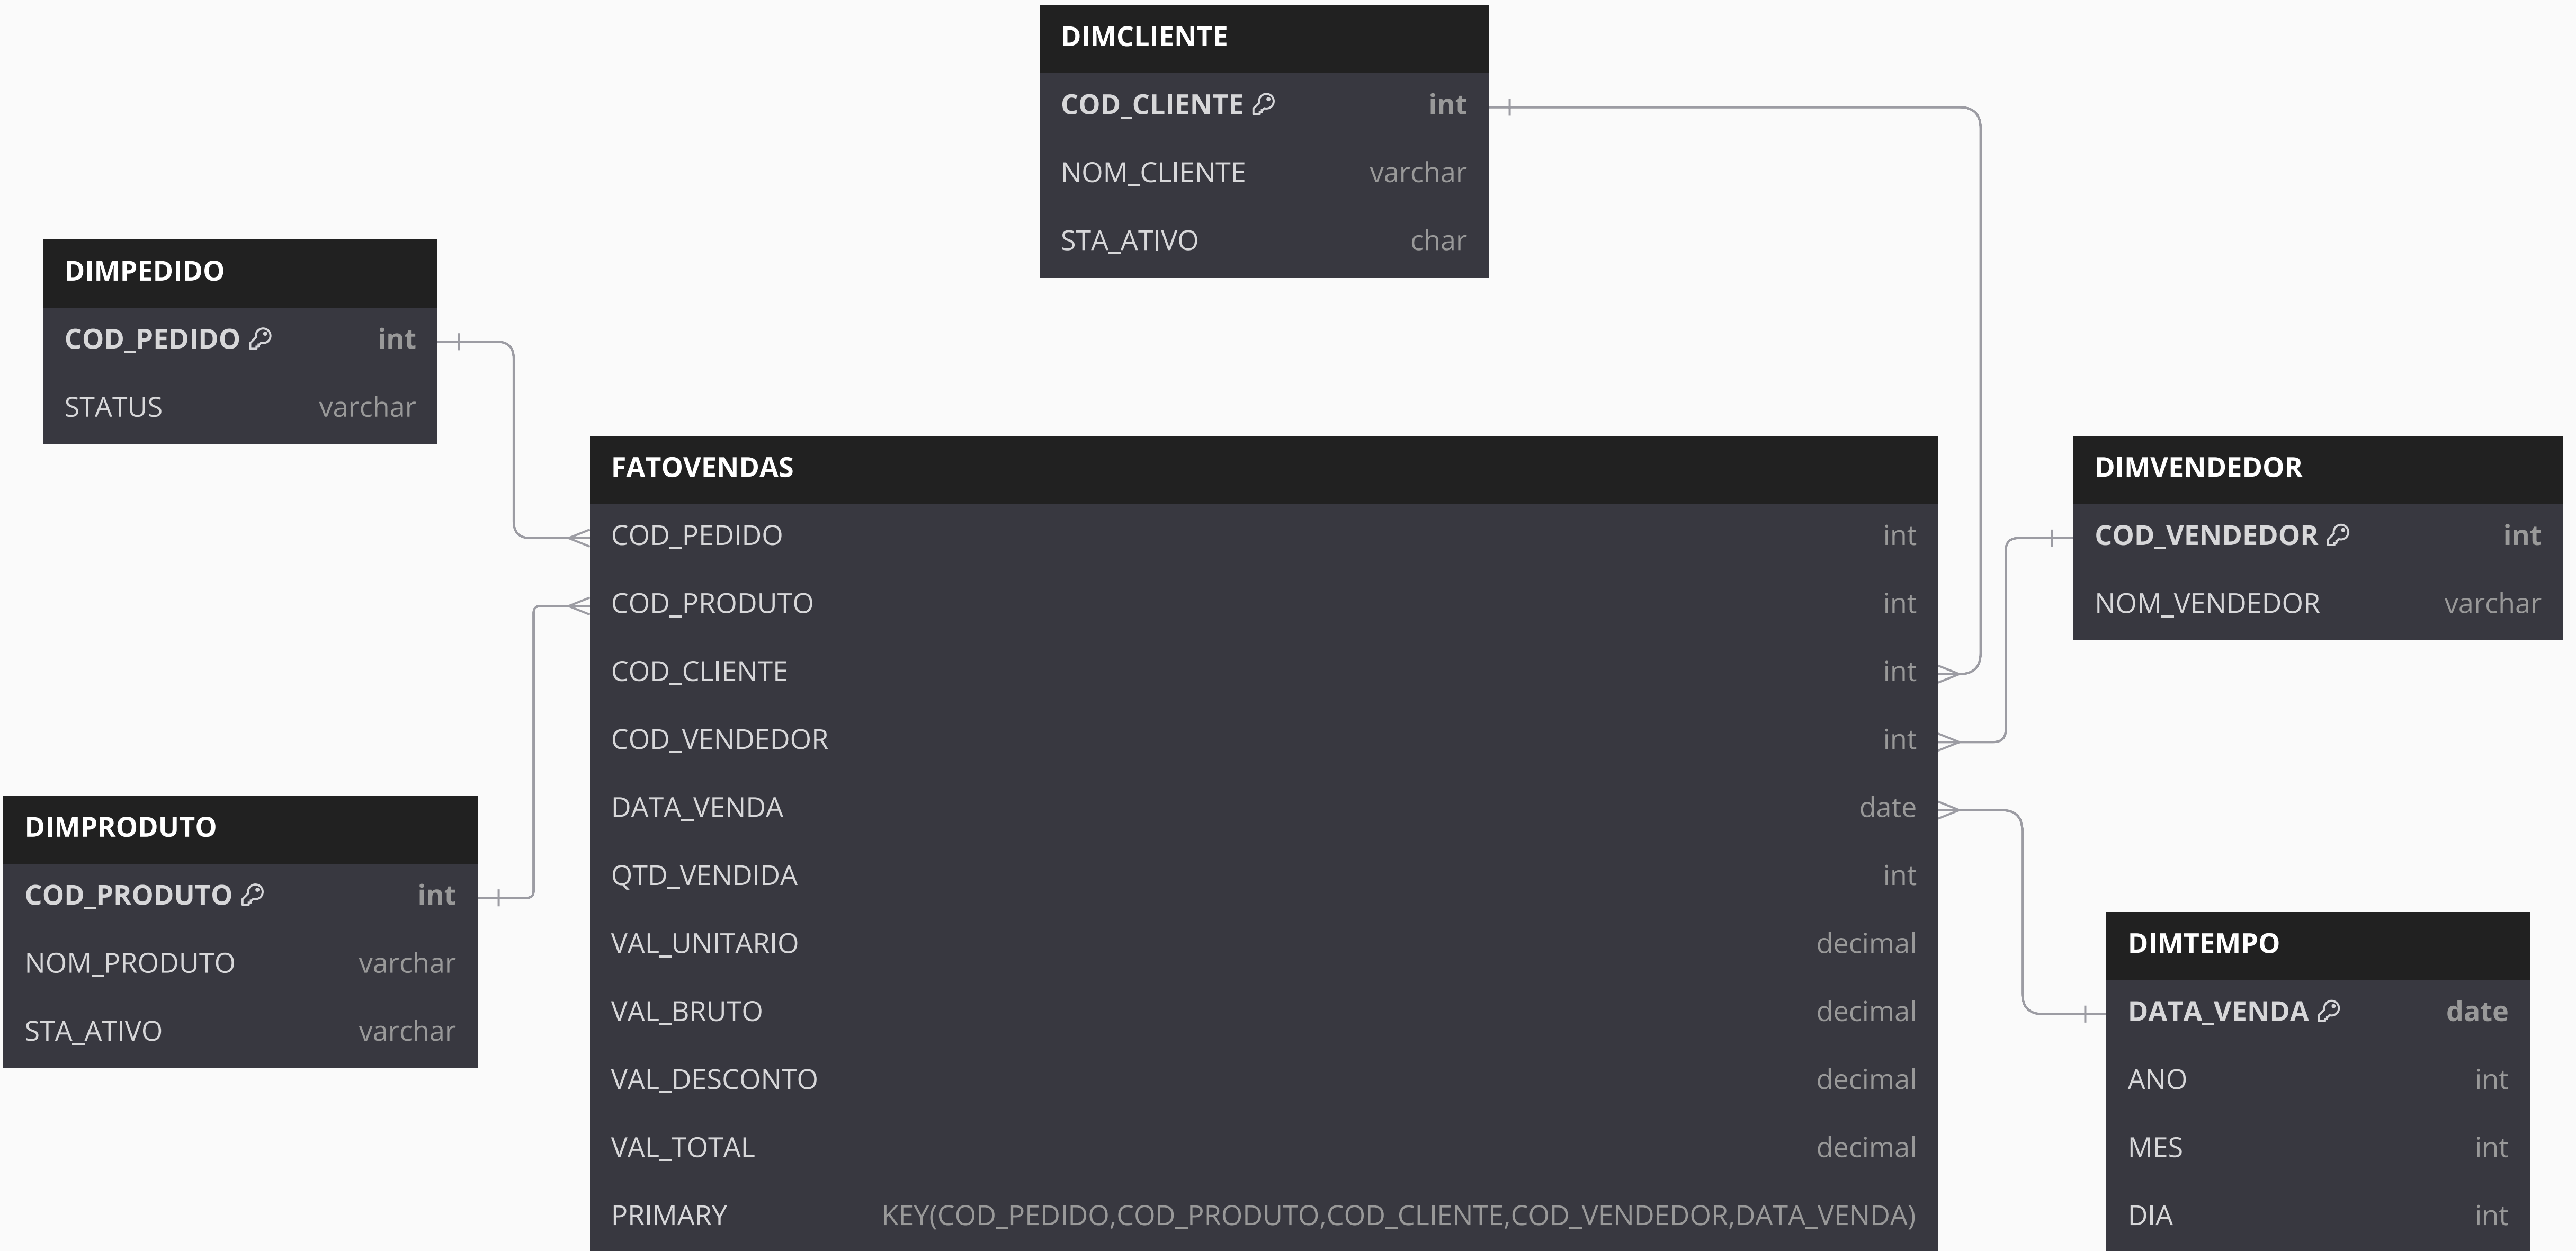 DIMCLIENTE
COD_CLIENTE int
NOM_CLIENTE varchar
STA_ATIVO char
DIMPEDIDO
COD_PEDIDO int
STATUS varchar
FATOVENDAS
COD_PEDIDO int
COD_PRODUTO int
COD_CLIENTE int
COD_VENDEDOR int
DATA_VENDA date
QTD_VENDIDA int
VAL_UNITARIO decimal
VAL_BRUTO decimal
VAL_DESCONTO decimal
VAL_TOTAL decimal
PRIMARY KEY(COD_PEDIDO,COD_PRODUTO,COD_CLIENTE,COD_VENDEDOR,DATA_VENDA)
DIMVENDEDOR
COD_VENDEDOR int
NOM_VENDEDOR varchar
DIMPRODUTO
COD_PRODUTO int
NOM_PRODUTO varchar
STA_ATIVO varchar
DIMTEMPO
DATA_VENDA date
ANO int
MES int
DIA int